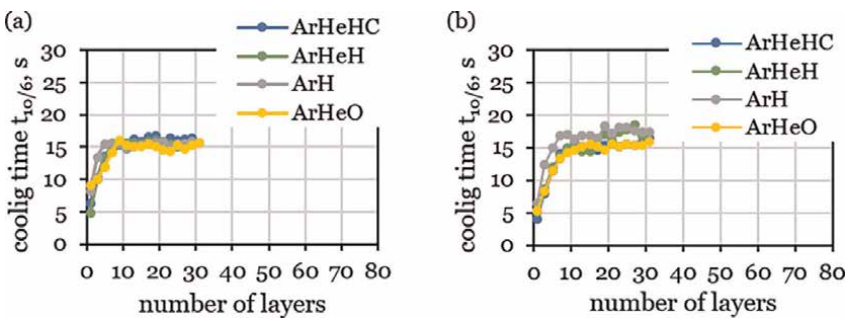 (a)
ArHeHC
ArHeH
ArH
ArHeO
coolig time t10/6, s
30
25
20
15
10
5
0
0 10 20 30 40 50 60 70 80
number of layers
(b)
ArHeHC
ArHeH
ArH
ArHeO
coolig time t10/6, s
30
25
20
15
10
5
0
0 10 20 30 40 50 60 70 80
number of layers